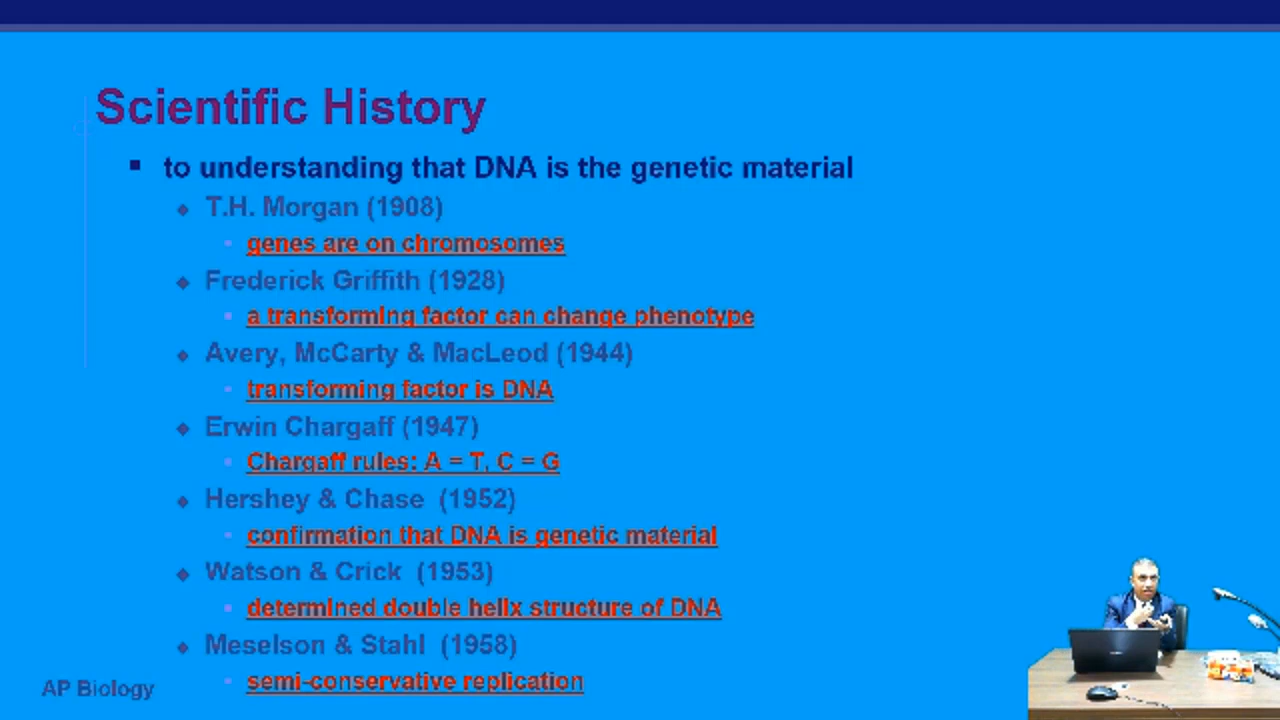 Scientific History
to understanding that DNA is the genetic material
T.H. Morgan (1908)
genes are on chromosomes
Frederick Griffith (1928)
a transforming factor can change phenotype
Avery, McCarty & MacLeod (1944)
transforming factor is DNA
Erwin Chargaff (1947)
Chargaff rules: A = T, C = G
Hershey & Chase (1952)
confirmation that DNA is genetic material
Watson & Crick (1953)
determined double helix structure of DNA
Meselson & Stahl (1958)
semi-conservative replication
AP Biology